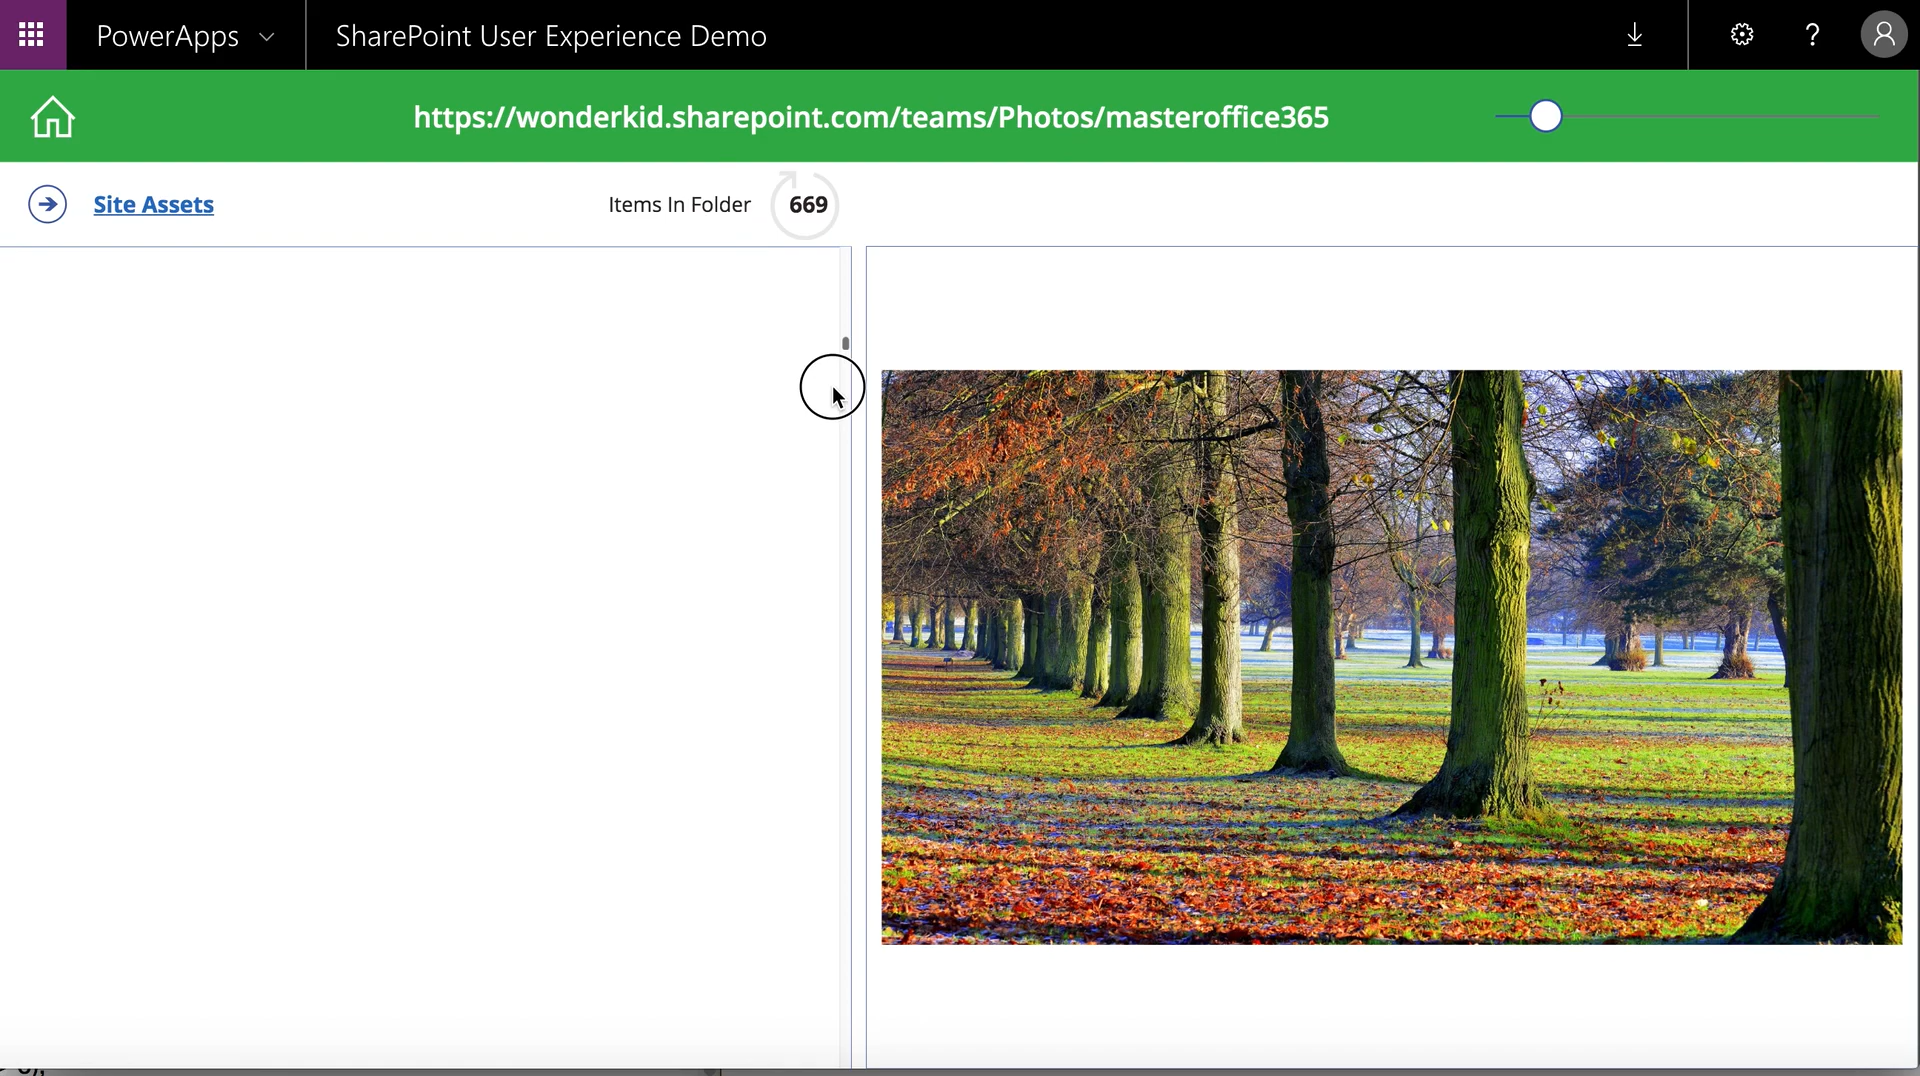 PowerApps
SharePoint User Experience Demo
?
https://wonderkid.sharepoint.com/teams/Photos/masteroffice365
Site Assets
Items In Folder
669